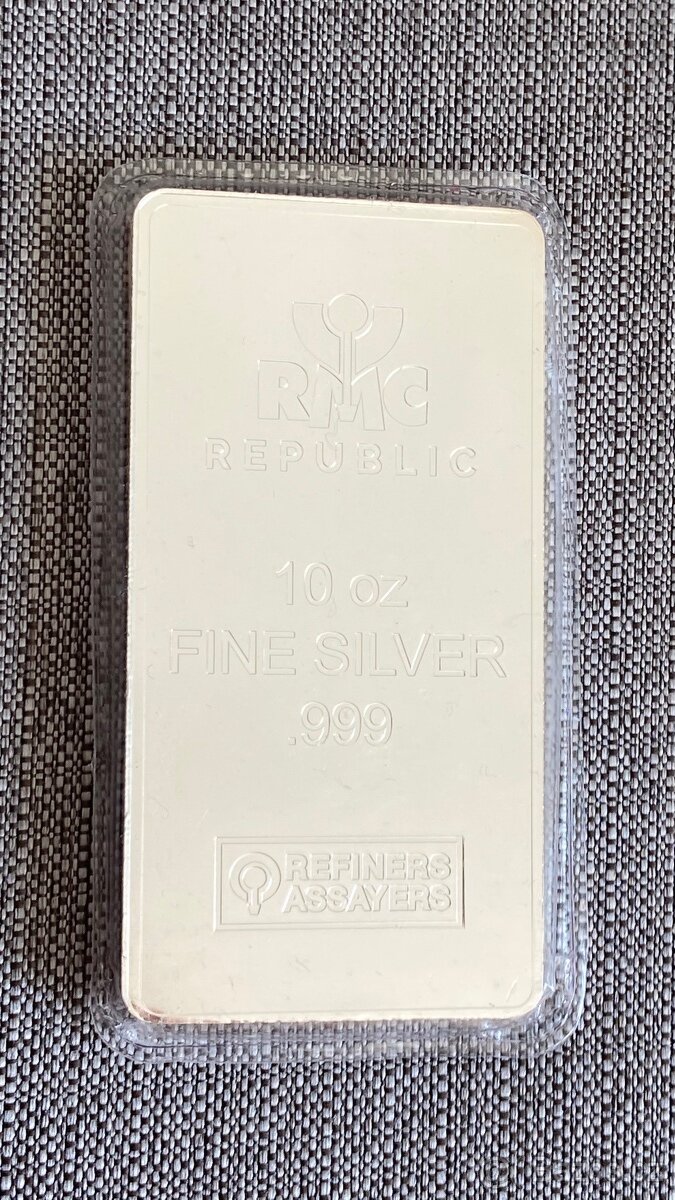 RMC
REPUBLIC
10 oz
FINE SILVER
.999
REFINERS
ASSAYERS